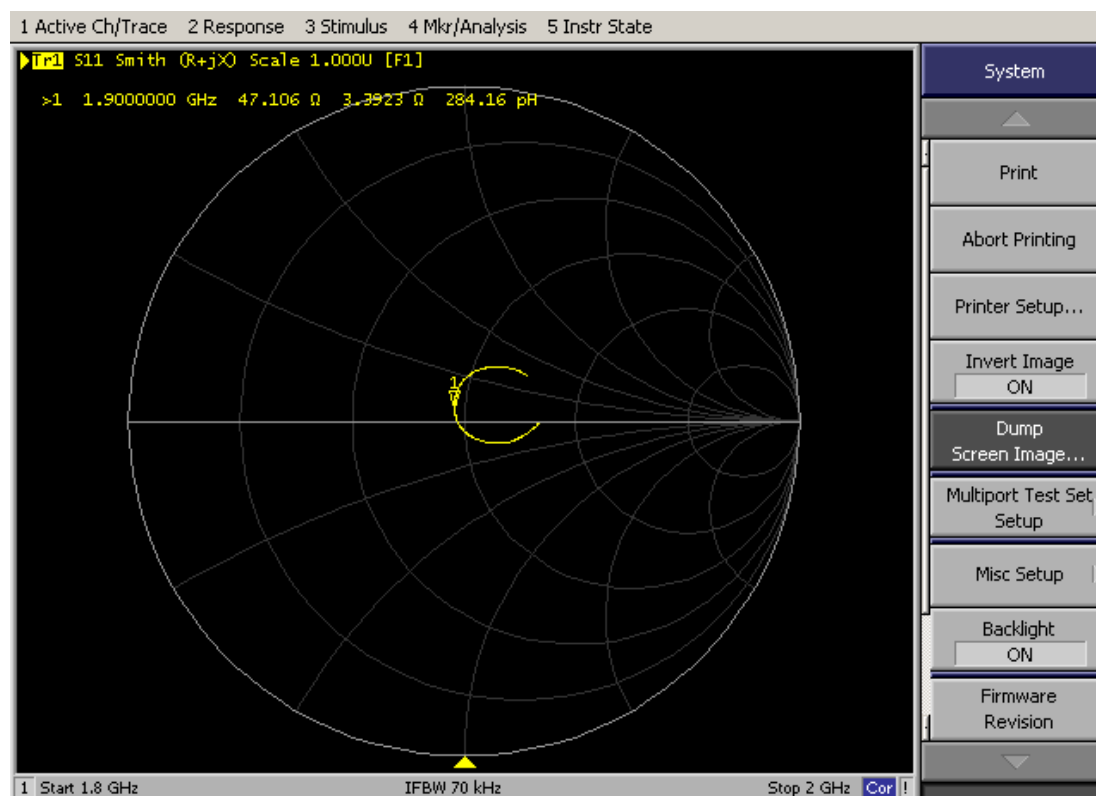 1 Active Ch/Trace 2 Response 3 Stimulus 4 Mkr/Analysis 5 Instr State
Tr1 S11 Smith (R+jX) Scale 1.000U [F1]
>1 1.9000000 GHz 47.106 Ω 3.3923 Ω 284.16 pH
1
System
Print
Abort Printing
Printer Setup...
Invert Image
ON
Dump
Screen Image...
Multiport Test Set
Setup
Misc Setup
Backlight
ON
Firmware
Revision
1 Start 1.8 GHz IFBW 70 kHz Stop 2 GHz Cor !